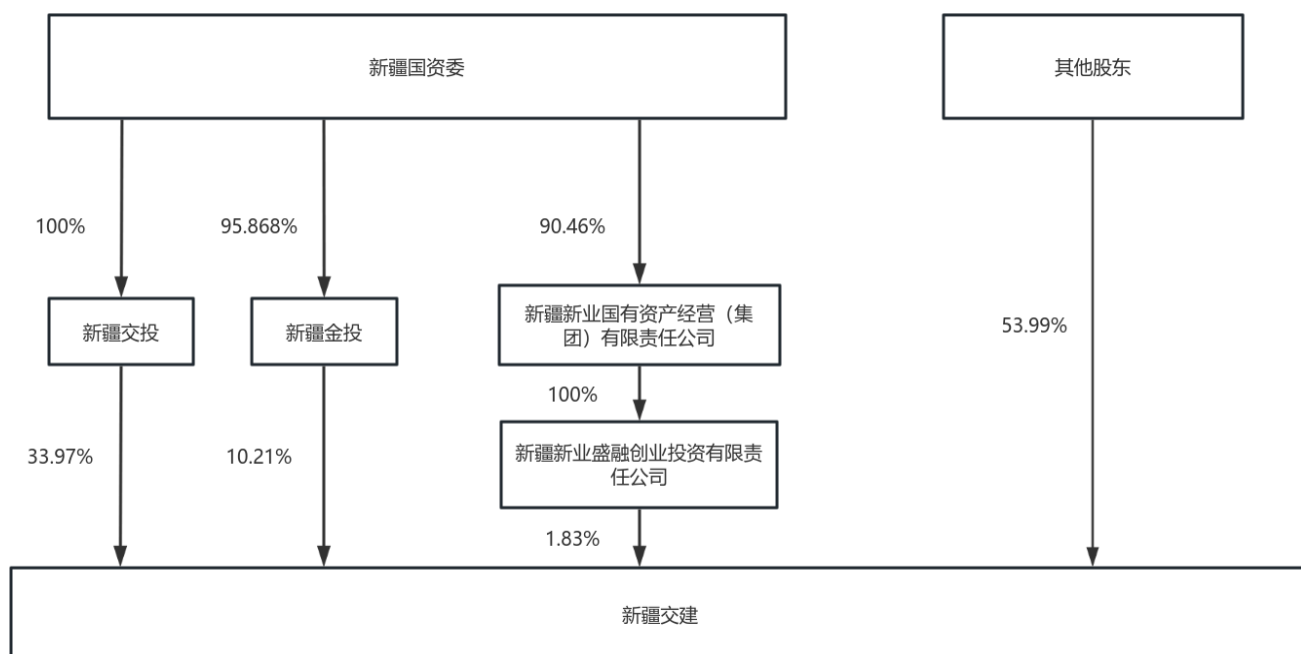 新疆国资委
其他股东
100%
95.868%
90.46%
新疆交投
新疆金投
新疆新业国有资产经营（集
团）有限责任公司
53.99%
100%
33.97%
10.21%
新疆新业盛融创业投资有限责
任公司
1.83%
新疆交建